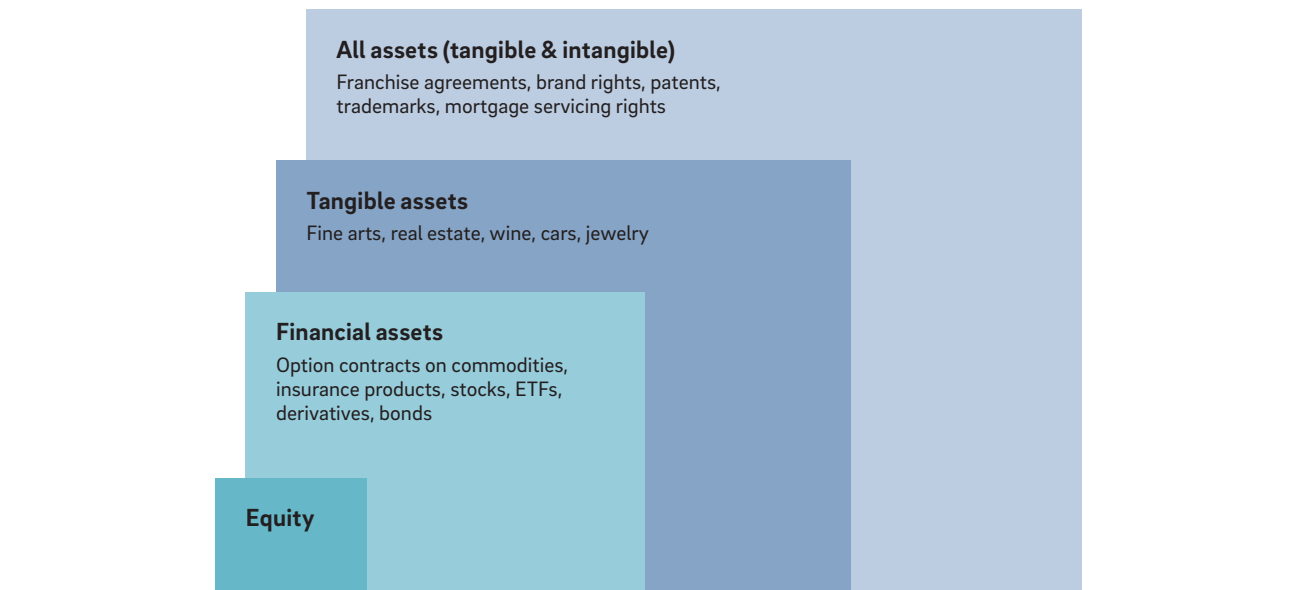 All assets (tangible & intangible)
Franchise agreements, brand rights, patents,
trademarks, mortgage servicing rights
Tangible assets
Fine arts, real estate, wine, cars, jewelry
Financial assets
Option contracts on commodities,
insurance products, stocks, ETFs,
derivatives, bonds
Equity